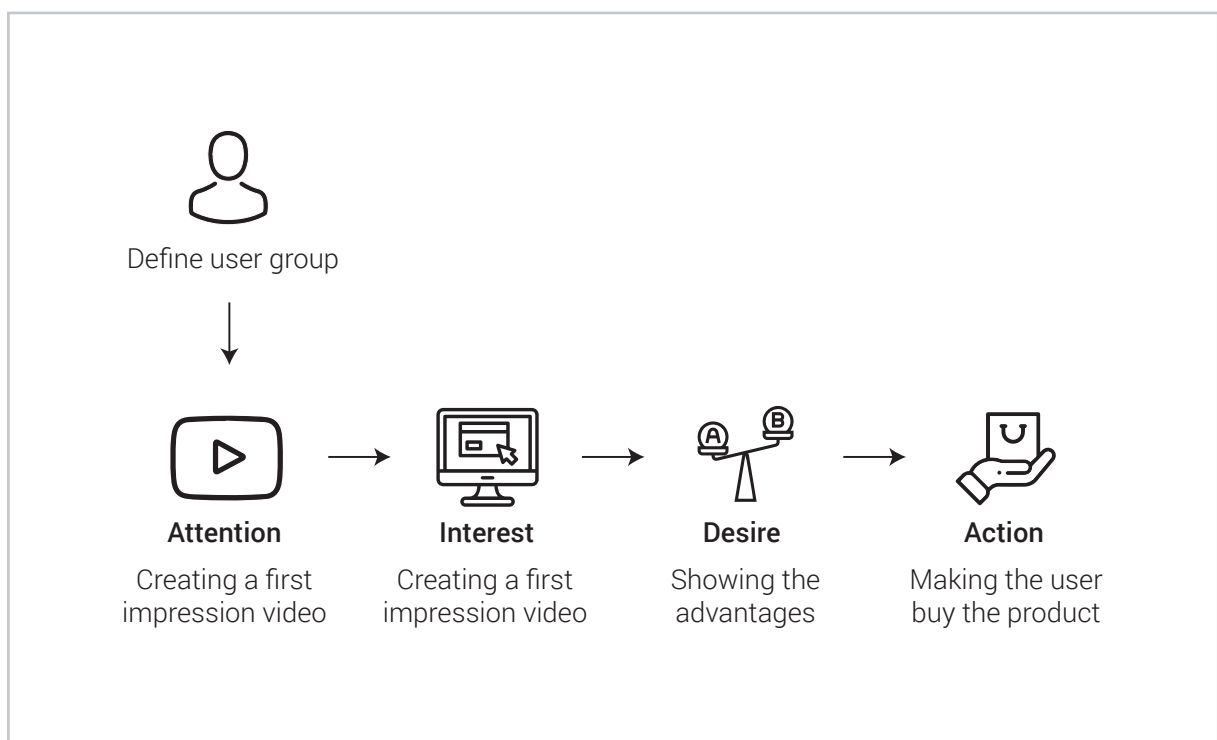 Define user group
A
B
Attention
Creating a first
impression video
Interest
Creating a first
impression video
Desire
Showing the
advantages
Action
Making the user
buy the product